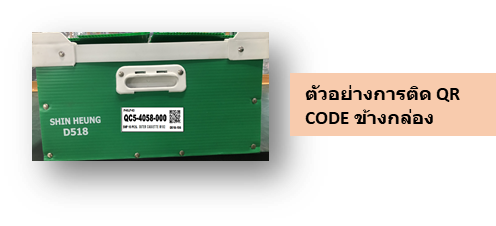 SHIN HEUNG
D518
QC5-4058-000
ตัวอย่างการติด QR
CODE ข้างกล่อง